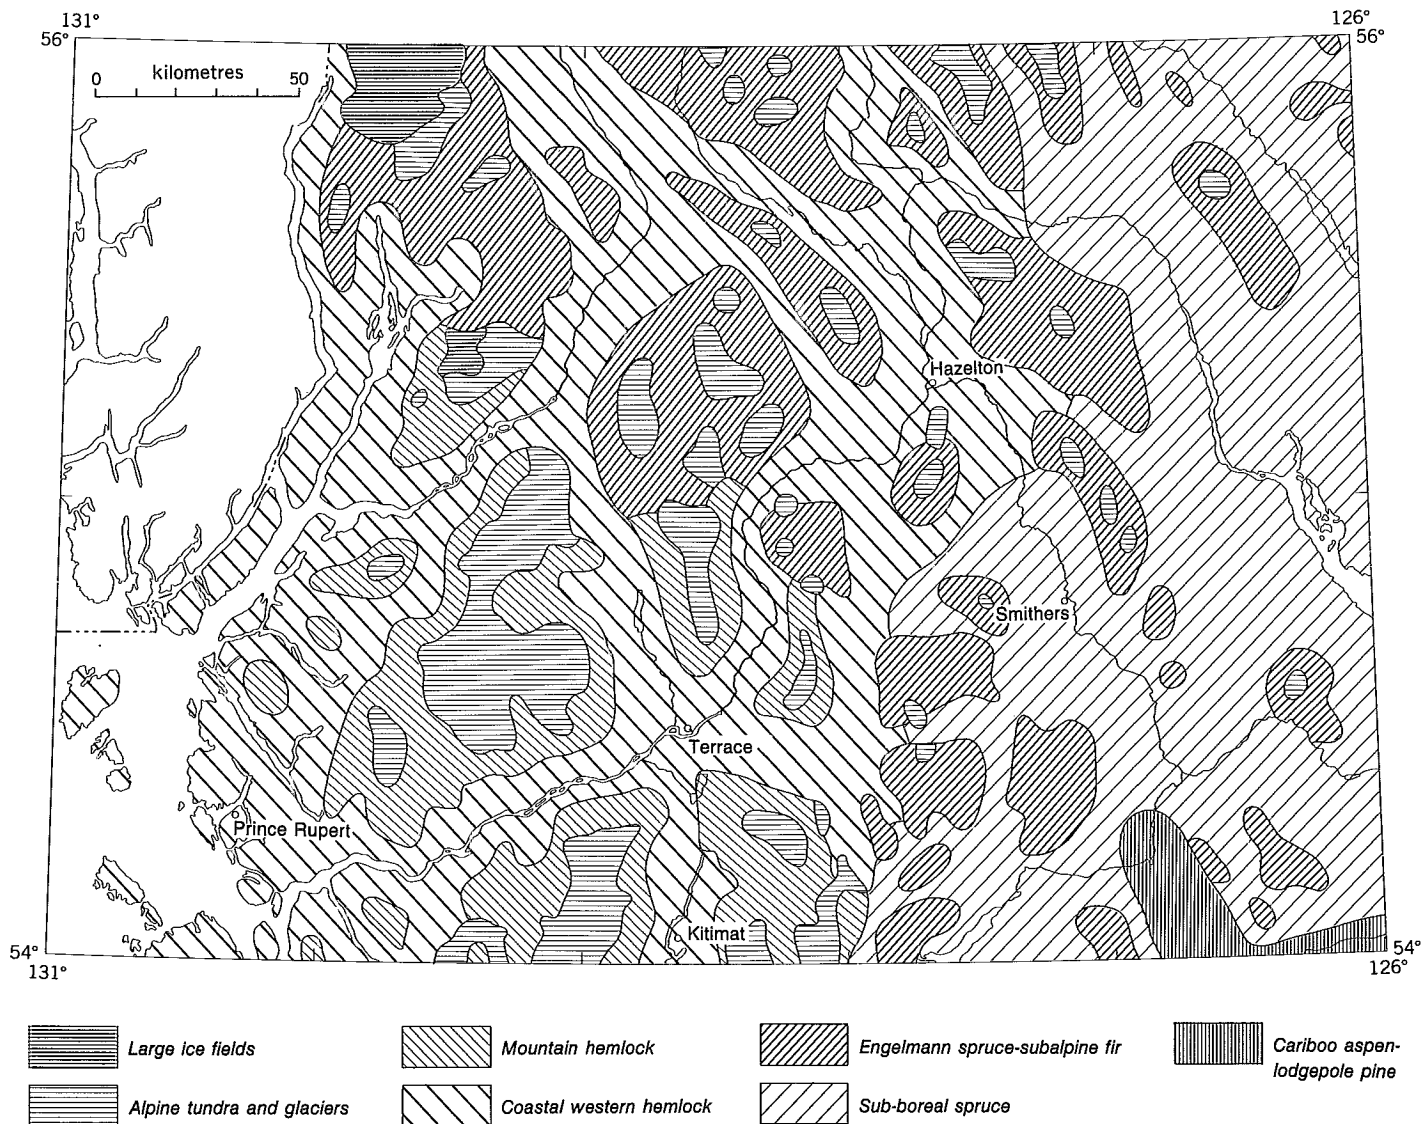 131°
126°
56°
56°
0 kilometres 50
Hazelton
Smithers
Terrace
Prince Rupert
Kitimat
54°
54°
131°
126°
Large ice fields
Mountain hemlock
Engelmann spruce-subalpine fir
Cariboo aspen-
lodgepole pine
Alpine tundra and glaciers
Coastal western hemlock
Sub-boreal spruce